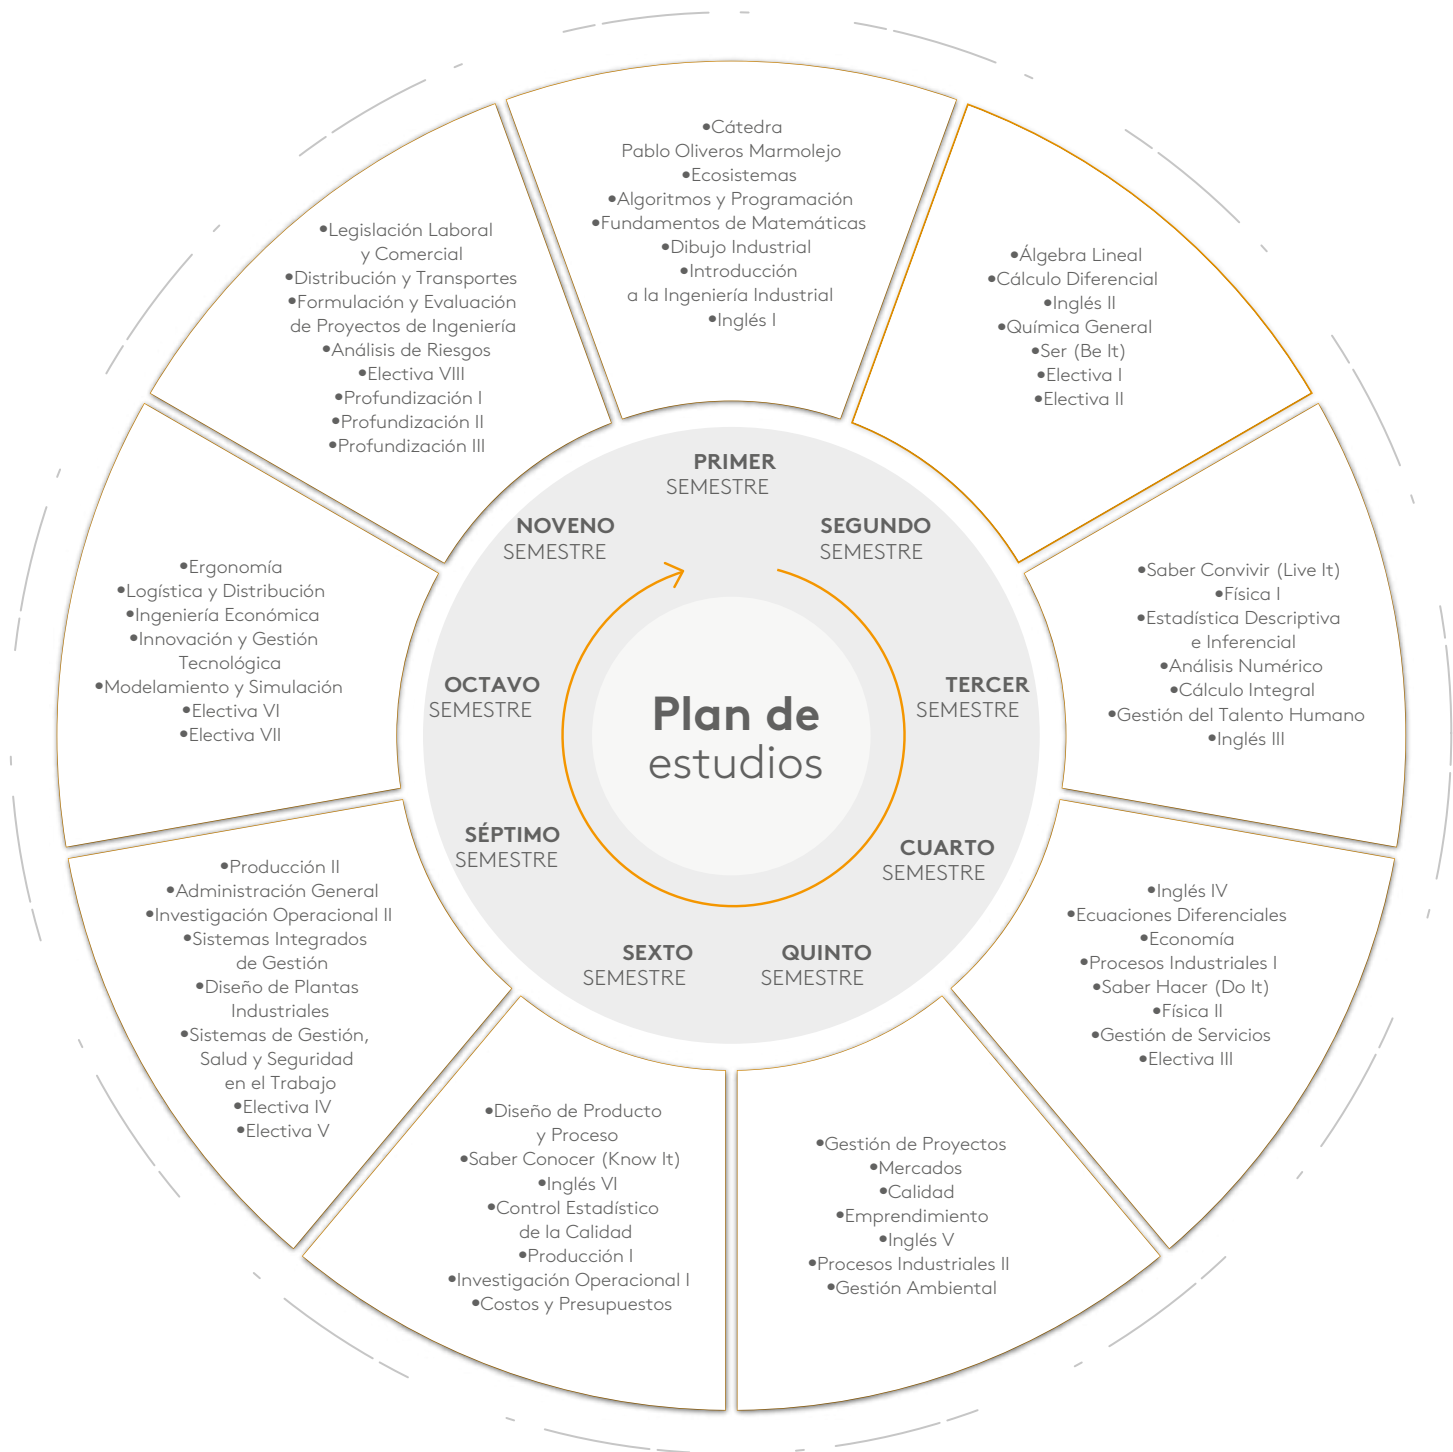 Plan de
estudios
PRIMER
SEMESTRE
•Cátedra
Pablo Oliveros Marmolejo
•Ecosistemas
•Algoritmos y Programación
•Fundamentos de Matemáticas
•Dibujo Industrial
•Introducción
a la Ingeniería Industrial
•Inglés I
SEGUNDO
SEMESTRE
•Álgebra Lineal
•Cálculo Diferencial
•Inglés II
•Química General
•Ser (Be It)
•Electiva I
•Electiva II
TERCER
SEMESTRE
•Saber Convivir (Live It)
•Física I
•Estadística Descriptiva
e Inferencial
•Análisis Numérico
•Cálculo Integral
•Gestión del Talento Humano
•Inglés III
CUARTO
SEMESTRE
•Inglés IV
•Ecuaciones Diferenciales
•Economía
•Procesos Industriales I
•Saber Hacer (Do It)
•Física II
•Gestión de Servicios
•Electiva III
QUINTO
SEMESTRE
•Gestión de Proyectos
•Mercados
•Calidad
•Emprendimiento
•Inglés V
•Procesos Industriales II
•Gestión Ambiental
SEXTO
SEMESTRE
•Diseño de Producto
y Proceso
•Saber Conocer (Know It)
•Inglés VI
•Control Estadístico
de la Calidad
•Producción I
•Investigación Operacional I
•Costos y Presupuestos
SÉPTIMO
SEMESTRE
•Producción II
•Administración General
•Investigación Operacional II
•Sistemas Integrados
de Gestión
•Diseño de Plantas
Industriales
•Sistemas de Gestión,
Salud y Seguridad
en el Trabajo
•Electiva IV
•Electiva V
OCTAVO
SEMESTRE
•Ergonomía
•Logística y Distribución
•Ingeniería Económica
•Innovación y Gestión
Tecnológica
•Modelamiento y Simulación
•Electiva VI
•Electiva VII
NOVENO
SEMESTRE
•Legislación Laboral
y Comercial
•Distribución y Transportes
•Formulación y Evaluación
de Proyectos de Ingeniería
•Análisis de Riesgos
•Electiva VIII
•Profundización I
•Profundización II
•Profundización III